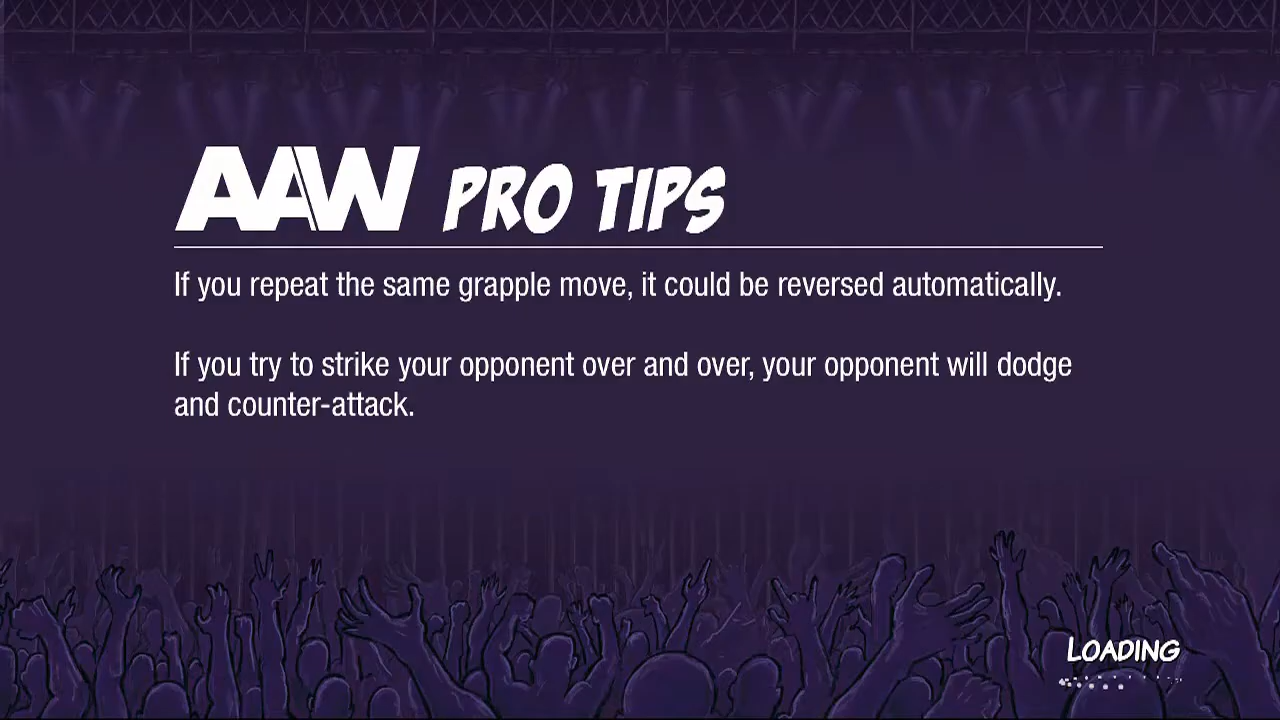 AAW PRO TIPS
If you repeat the same grapple move, it could be reversed automatically.
If you try to strike your opponent over and over, your opponent will dodge
and counter-attack.
LOADING